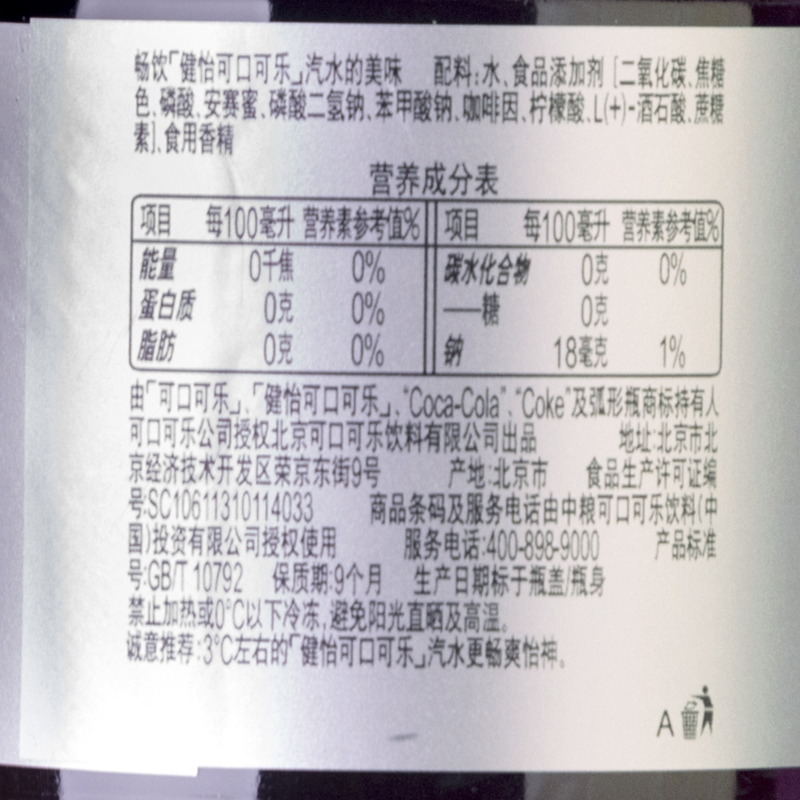 畅饮「健怡可口可乐」汽水的美味 配料:水、食品添加剂 [二氧化碳、焦糖
色、磷酸、安赛蜜、磷酸二氢钠、苯甲酸钠、咖啡因、柠檬酸、L(+)-酒石酸、蔗糖
素]、食用香精
营养成分表
项目 每100毫升 营养素参考值% 项目 每100毫升 营养素参考值%
能量 0千焦 0% 碳水化合物 0克 0%
蛋白质 0克 0% ——糖 0克
脂肪 0克 0% 钠 18毫克 1%
由「可口可乐」、「健怡可口可乐」、“Coca-Cola”、“Coke”及弧形瓶商标持有人
可口可乐公司授权北京可口可乐饮料有限公司出品 地址:北京市北
京经济技术开发区荣京东街9号 产地:北京市 食品生产许可证编
号:SC10611310114033 商品条码及服务电话由中粮可口可乐饮料(中
国)投资有限公司授权使用 服务电话:400-898-9000 产品标准
号:GB/T 10792 保质期:9个月 生产日期标于瓶盖/瓶身
禁止加热或0°C以下冷冻,避免阳光直晒及高温。
诚意推荐:3°C左右的「健怡可口可乐」汽水更畅爽怡神。
A